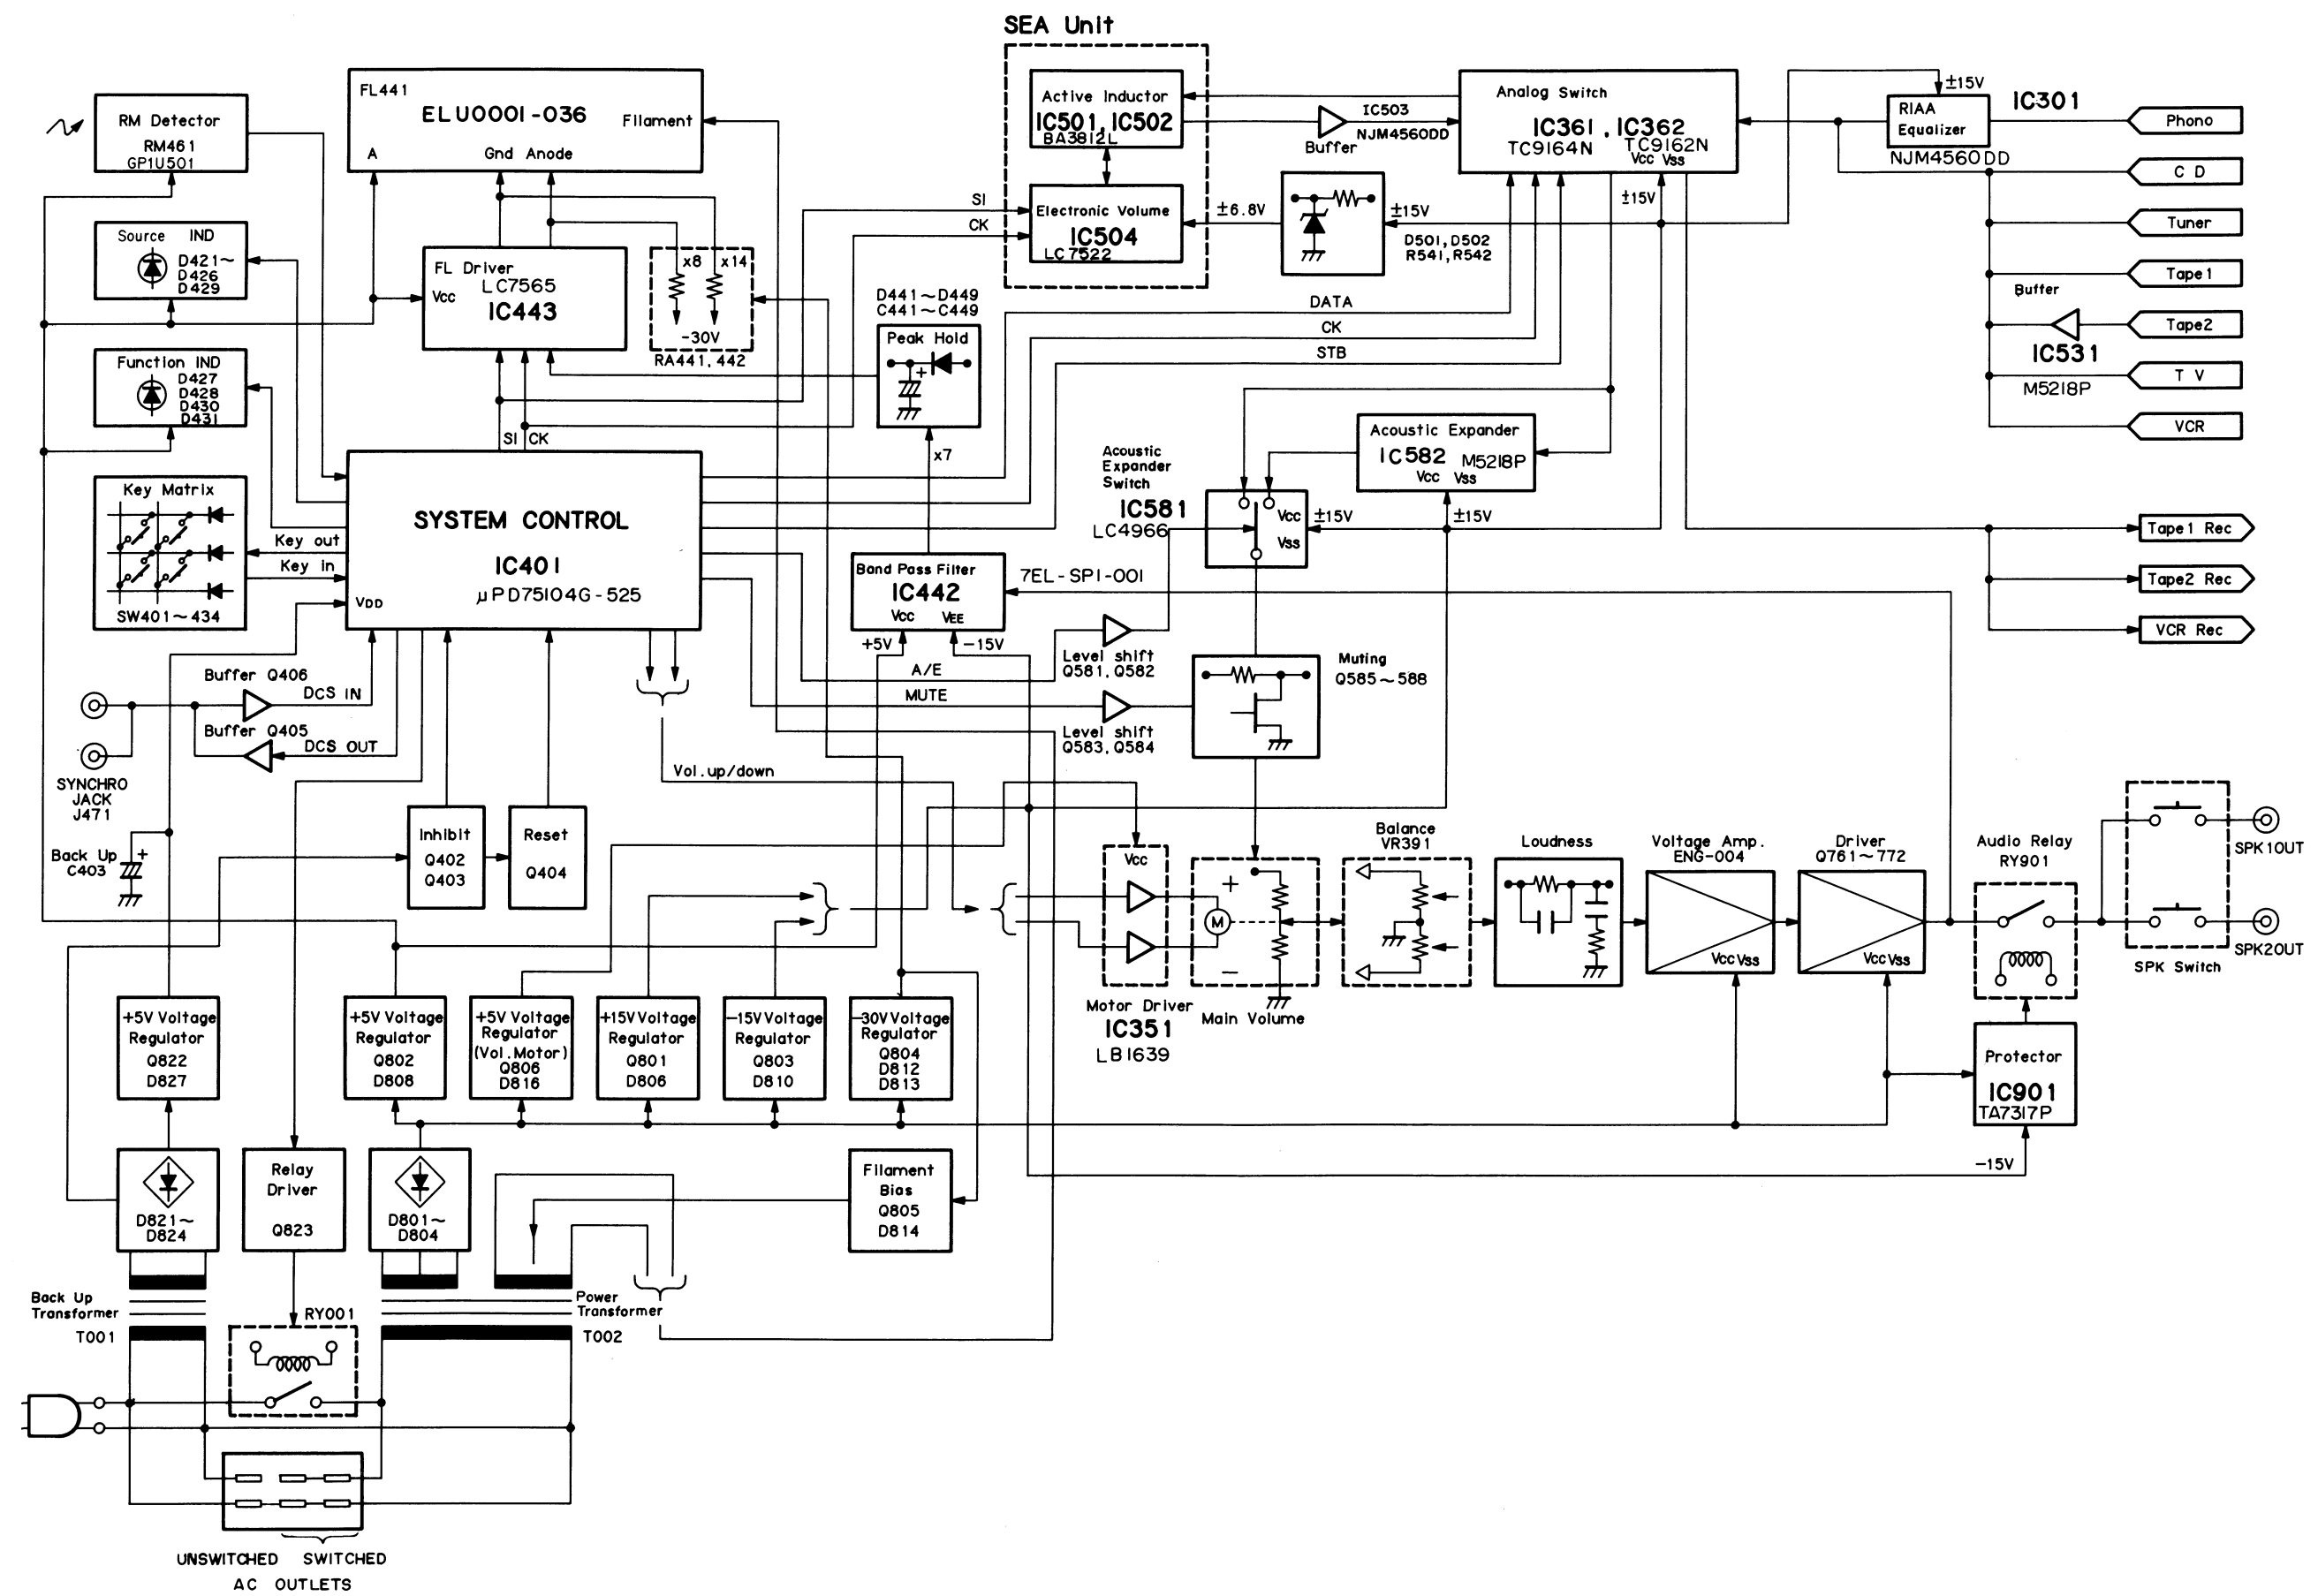 SEA Unit
RM Detector
RM461
GP1U501
FL441
ELU0001-036
Filament
A
Gnd Anode
Active Inductor
IC501, IC502
BA3812L
IC503
NJM4560DD
Buffer
Analog Switch
IC361, IC362
TC9164N
TC9162N
Vcc Vss
±15V
RIAA
Equalizer
IC301
NJM4560DD
Phono
CD
Tuner
Tape1
Buffer
Tape2
IC531
M5218P
TV
VCR
Source IND
D421~
D426
D429
FL Driver
LC7565
Vcc
IC443
x8
x14
-30V
RA441, 442
SI
CK
Electronic Volume
IC504
LC7522
±6.8V
±15V
D501, D502
R541, R542
±15V
DATA
CK
STB
Function IND
D427
D428
D430
D431
D441~D449
C441~C449
Peak Hold
+
x7
SI CK
Acoustic Expander
IC582 M5218P
Vcc Vss
±15V
Acoustic
Expander
Switch
IC581
LC4966
Vcc
Vss
±15V
Tape1 Rec
Tape2 Rec
VCR Rec
Key Matrix
SW401~434
Key out
Key in
SYSTEM CONTROL
IC401
μPD75104G-525
VDD
Band Pass Filter
IC442
Vcc VEE
7EL-SP1-001
+5V
-15V
A/E
MUTE
Level shift
Q581, Q582
Level shift
Q583, Q584
Muting
Q585~588
Buffer Q406
DCS IN
Buffer Q405
DCS OUT
SYNCHRO
JACK
J471
Back Up
C403
+
Vol. up/down
Inhibit
Q402
Q403
Reset
Q404
Vcc
Motor Driver
IC351
LB1639
+
M
-
Main Volume
Balance
VR391
Loudness
Voltage Amp.
ENG-004
Vcc Vss
Driver
Q761~772
Vcc Vss
Audio Relay
RY901
SPK1OUT
SPK2OUT
SPK Switch
Protector
IC901
TA7317P
-15V
+5V Voltage
Regulator
Q822
D827
+5V Voltage
Regulator
Q802
D808
+5V Voltage
Regulator
(Vol. Motor)
Q806
D816
+15V Voltage
Regulator
Q801
D806
-15V Voltage
Regulator
Q803
D810
-30V Voltage
Regulator
Q804
D812
D813
D821~
D824
Relay
Driver
Q823
D801~
D804
Filament
Bias
Q805
D814
Back Up
Transformer
T001
RY001
Power
Transformer
T002
UNSWITCHED SWITCHED
AC OUTLETS